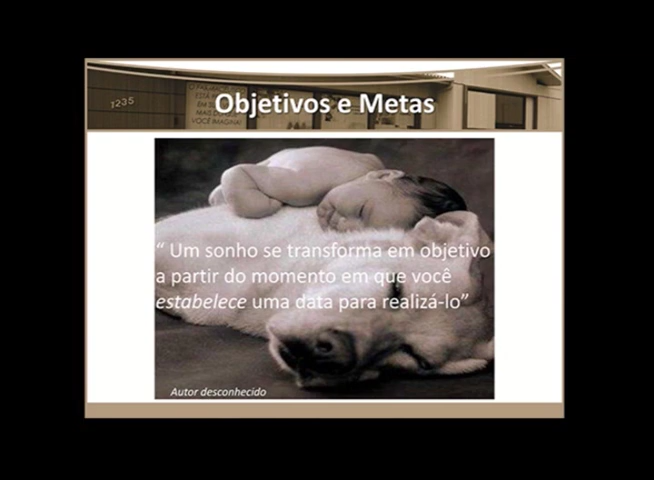 1235
Objetivos e Metas
“ Um sonho se transforma em objetivo
a partir do momento em que você
estabelece uma data para realizá-lo”
Autor desconhecido